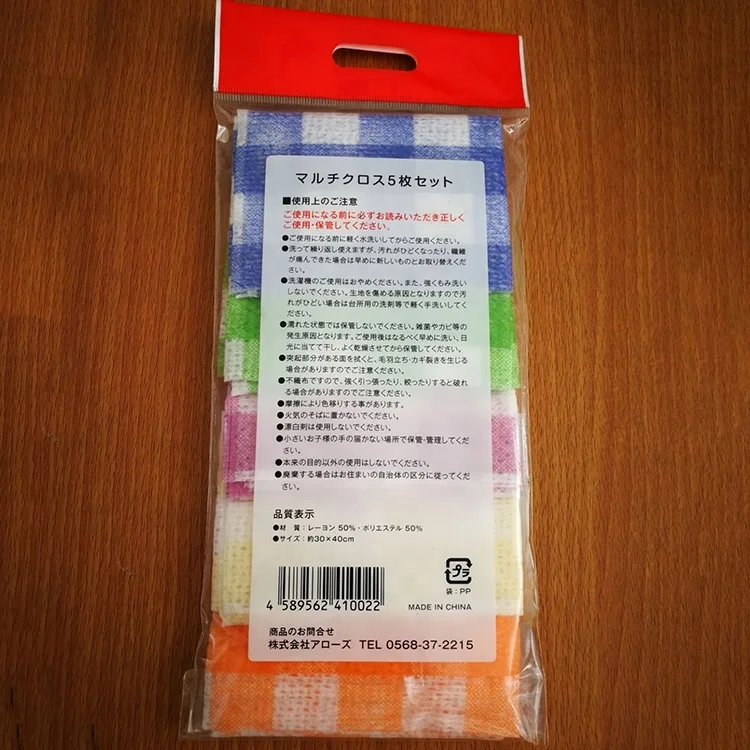 マルチクロス5枚セット
■使用上のご注意
ご使用になる前に必ずお読みいただき正しく
ご使用・保管してください。
●ご使用になる前に軽く水洗いしてからご使用ください。
●洗って繰り返し使えますが、汚れがひどくなったり、繊維
が痛んできた場合は早めに新しいものとお取り替えくだ
さい。
●洗濯機のご使用はおやめください。また、強くもみ洗い
しないでください。生地を傷める原因となりますので汚
れがひどい場合は台所用の洗剤等で軽く手洗いしてく
ださい。
●濡れた状態では保管しないでください。雑菌やカビ等の
発生原因となります。ご使用後はなるべく早めに洗い、日
光に当てて干し、よく乾燥させてから保管してください。
●突起部分がある面を拭くと、毛羽立ち・カギ裂きを生じる
場合がありますのでご注意ください。
●不織布ですので、強く引っ張ったり、絞ったりすると破れ
る場合がありますのでご注意ください。
●摩擦により色移りする事があります。
●火気のそばに置かないでください。
●漂白剤は使用しないでください。
●小さいお子様の手の届かない場所で保管・管理してくだ
さい。
●本来の目的以外の使用はしないでください。
●廃棄する場合はお住まいの自治体の区分に従ってくだ
さい。
品質表示
●材 質：レーヨン 50%・ポリエステル 50%
●サイズ：約30×40cm
プラ
袋：PP
4 589562 410022
MADE IN CHINA
商品のお問合せ
株式会社アローズ TEL 0568-37-2215